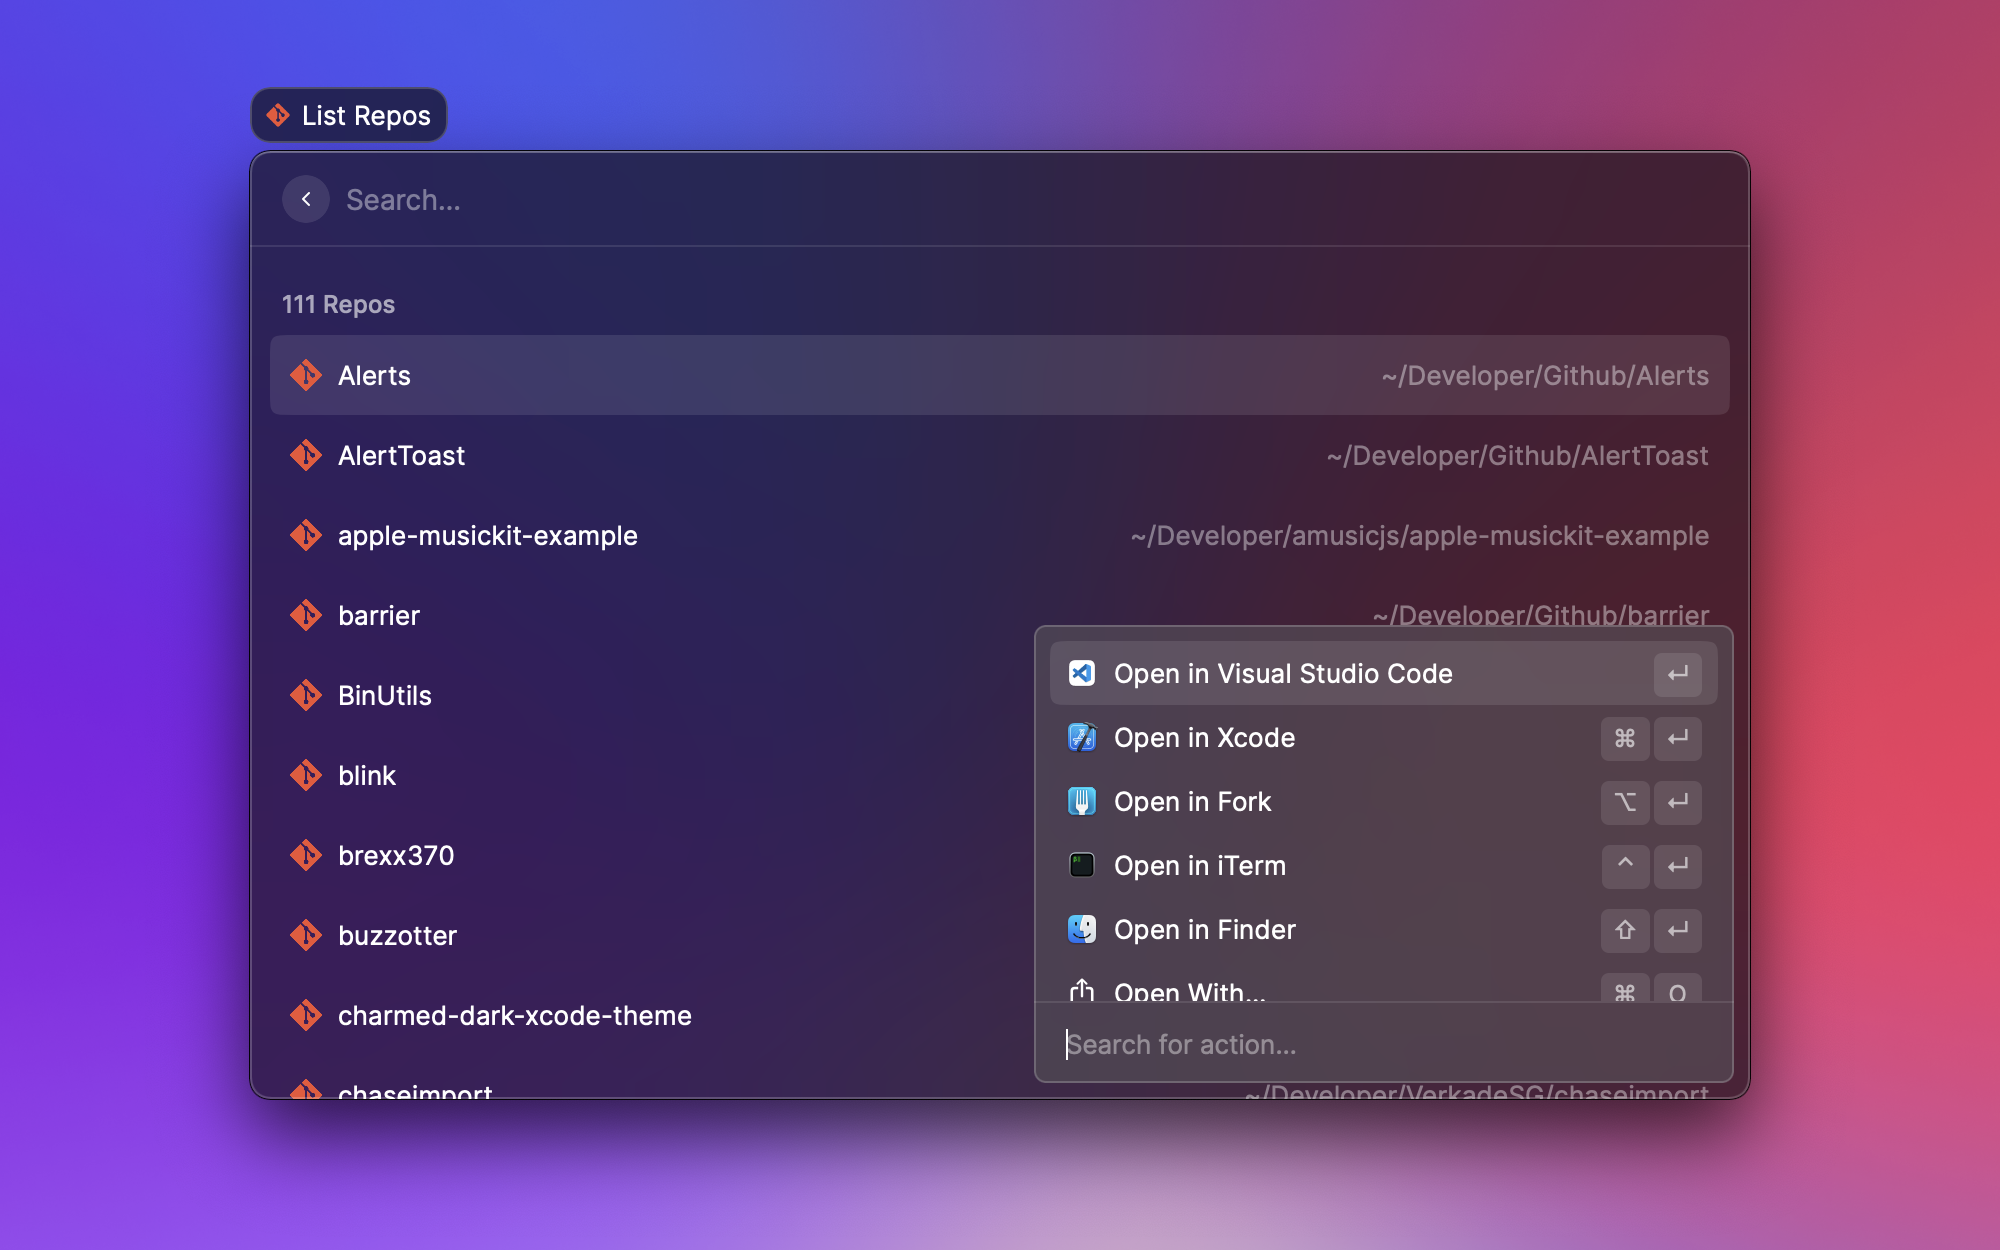 List Repos
Search...
111 Repos
Alerts ~/Developer/Github/Alerts
AlertToast ~/Developer/Github/AlertToast
apple-musickit-example ~/Developer/amusicjs/apple-musickit-example
barrier ~/Developer/Github/barrier
BinUtils
blink
brexx370
buzzotter
charmed-dark-xcode-theme
chaseimport ~/Developer/VerkadeSG/chaseimport
Open in Visual Studio Code ↵
Open in Xcode ⌘ ↵
Open in Fork ⌥ ↵
Open in iTerm ^ ↵
Open in Finder ⇧ ↵
Open With... ⌘ O
Search for action...